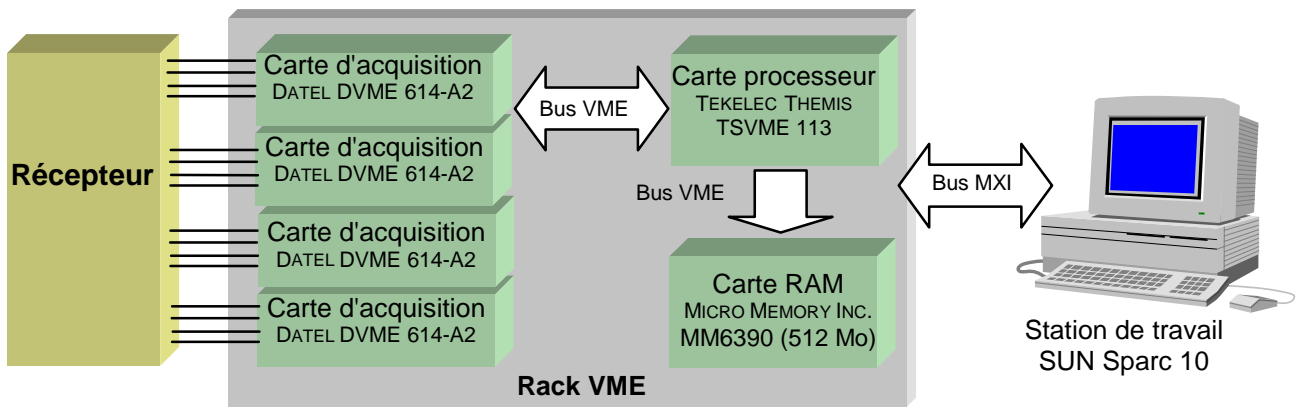 Récepteur
Carte d'acquisition
DATEL DVME 614-A2
Carte d'acquisition
DATEL DVME 614-A2
Carte d'acquisition
DATEL DVME 614-A2
Carte d'acquisition
DATEL DVME 614-A2
Bus VME
Carte processeur
TEKELEC THEMIS
TSVME 113
Bus VME
Carte RAM
MICRO MEMORY INC.
MM6390 (512 Mo)
Rack VME
Bus MXI
Station de travail
SUN Sparc 10